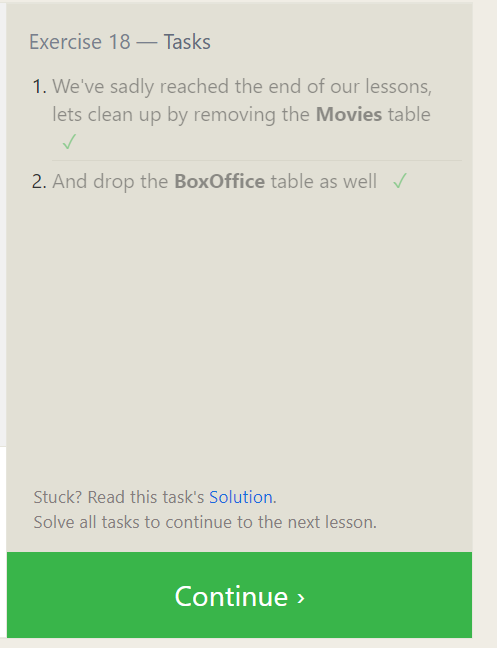 Exercise 18 — Tasks
1. We've sadly reached the end of our lessons,
lets clean up by removing the Movies table
✓
2. And drop the BoxOffice table as well ✓
Stuck? Read this task's Solution.
Solve all tasks to continue to the next lesson.
Continue ›